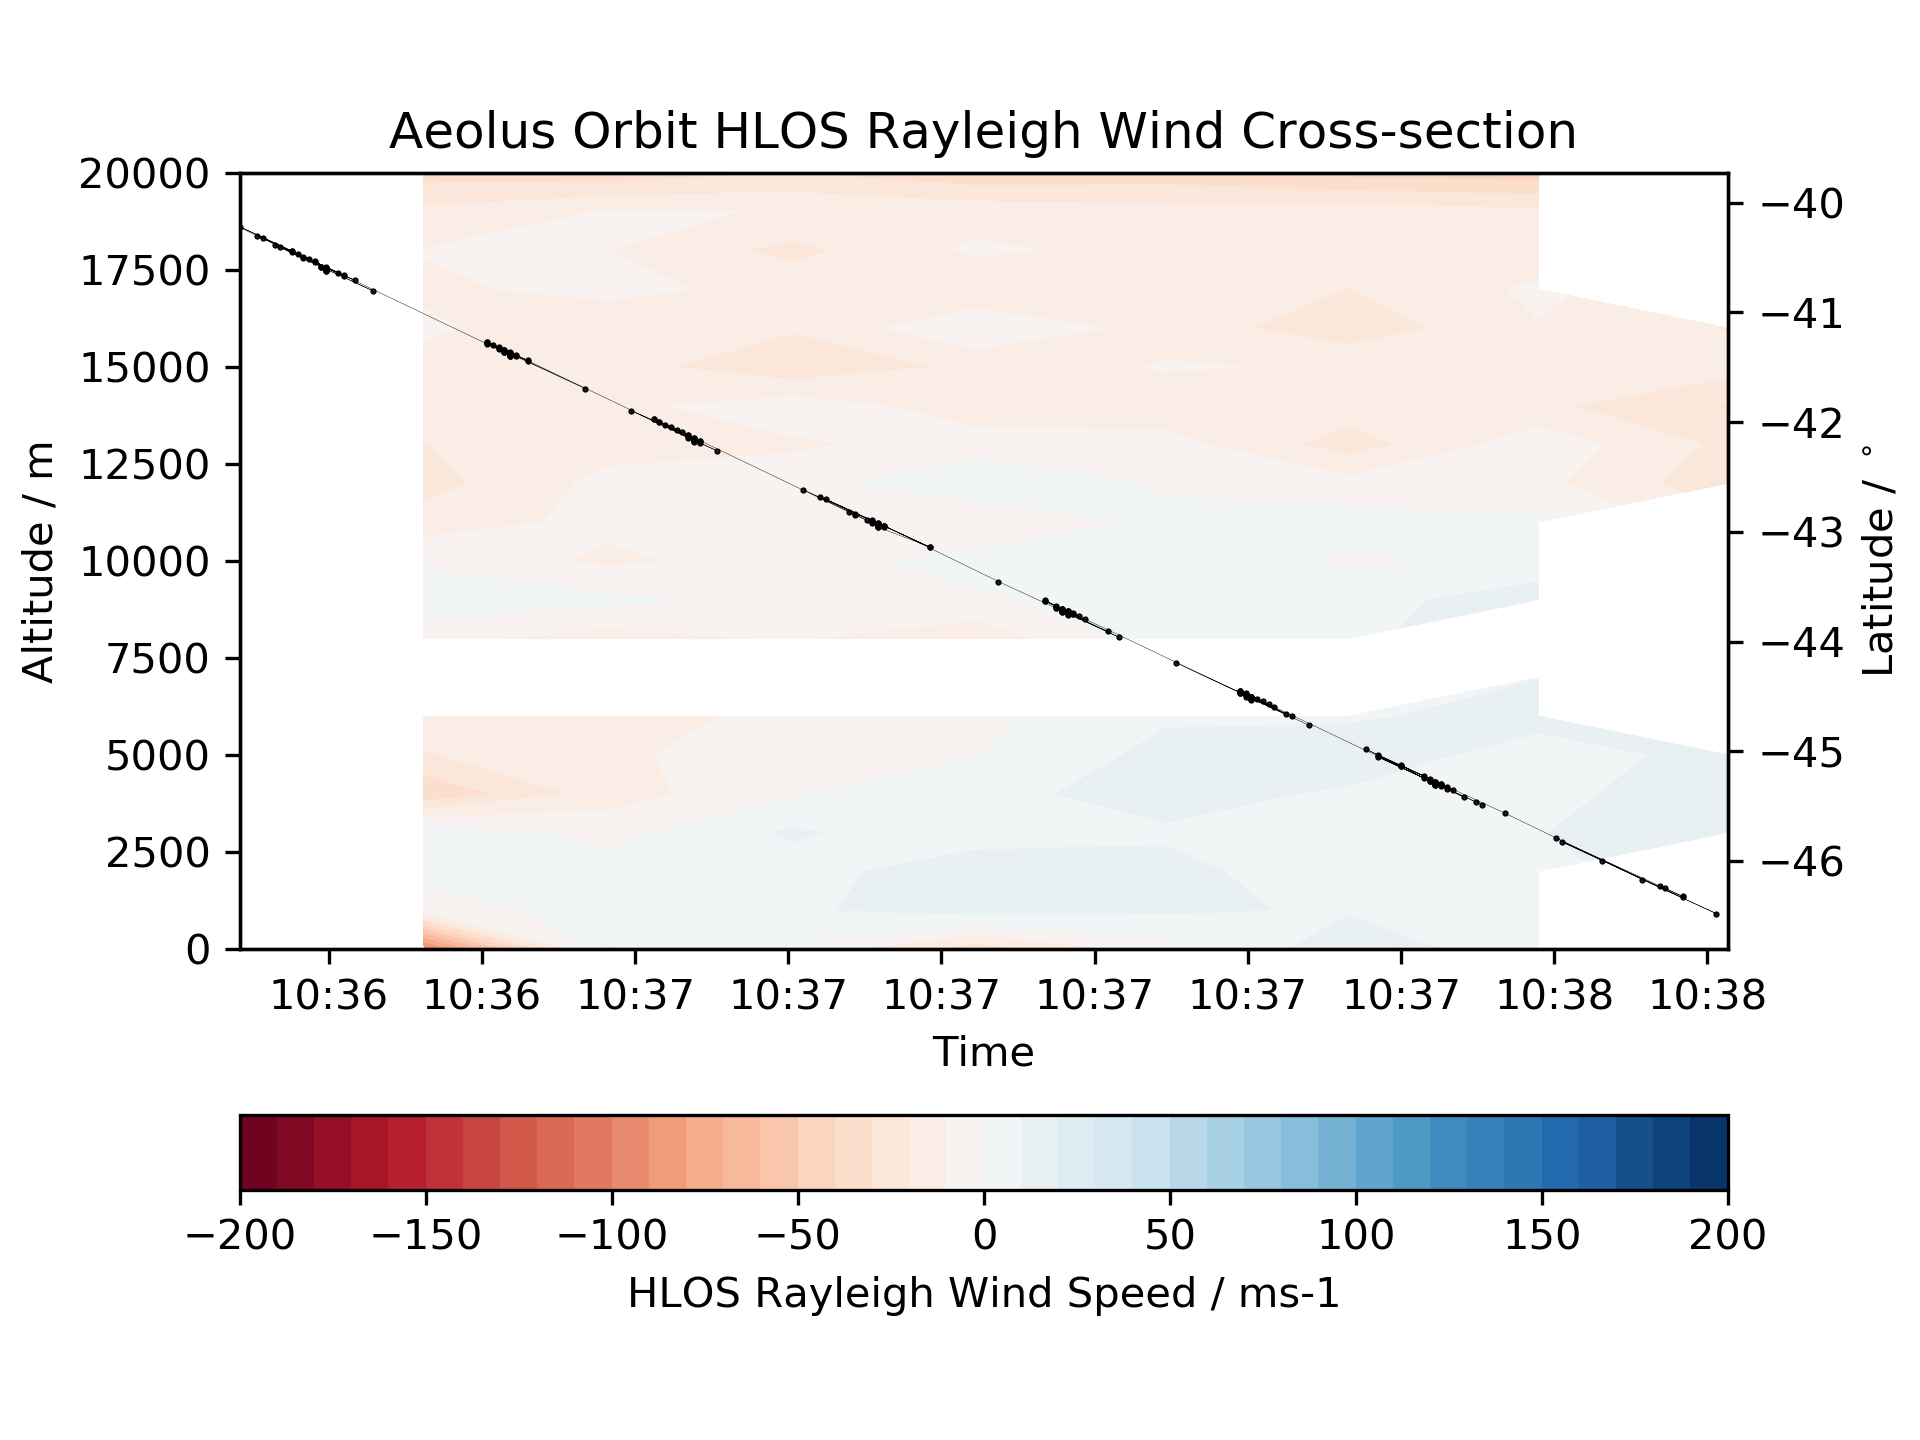 Aeolus Orbit HLOS Rayleigh Wind Cross-section
20000
17500
15000
12500
10000
7500
5000
2500
0
Altitude / m
−40
−41
−42
−43
−44
−45
−46
Latitude / °
10:36 10:36 10:37 10:37 10:37 10:37 10:37 10:37 10:38 10:38
Time
−200 −150 −100 −50 0 50 100 150 200
HLOS Rayleigh Wind Speed / ms-1